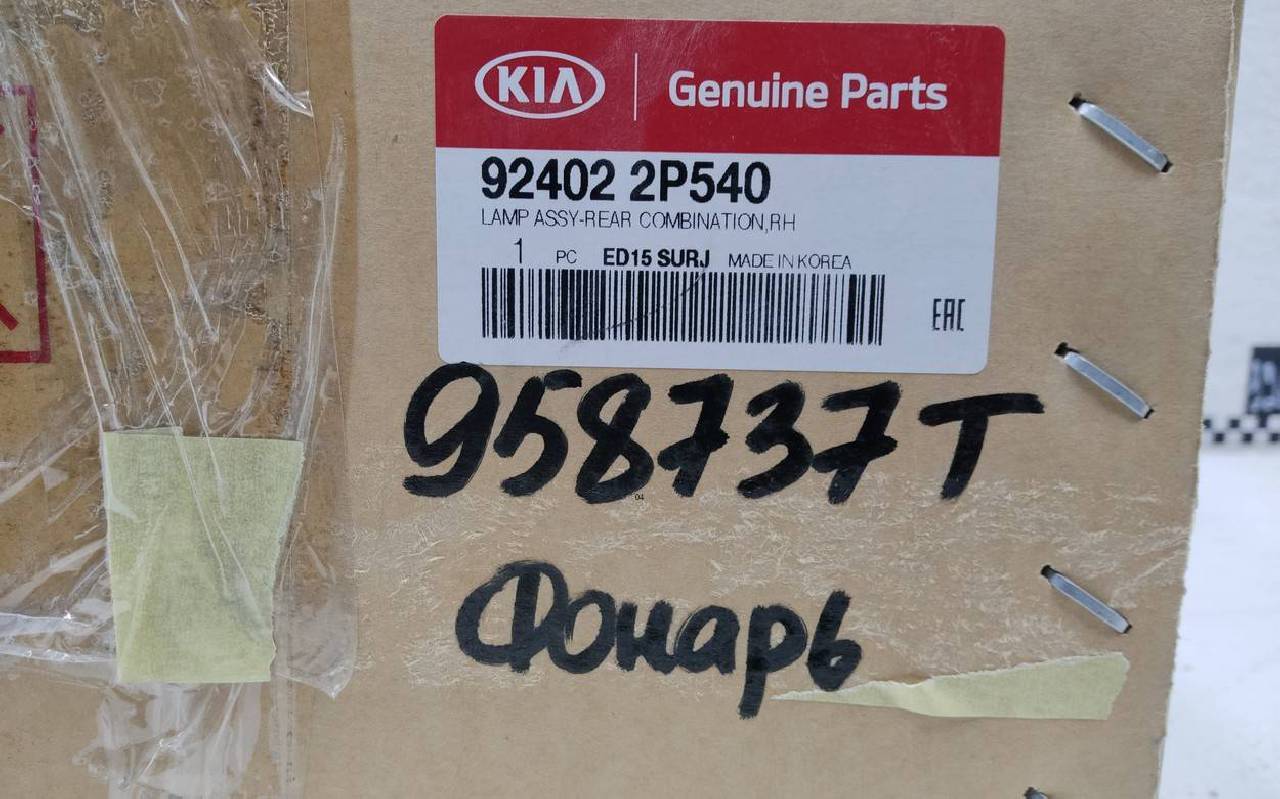 KIA Genuine Parts
92402 2P540
LAMP ASSY-REAR COMBINATION,RH
1 PC ED15 SURJ MADE IN KOREA
EAC
958737T
04
Фонарь